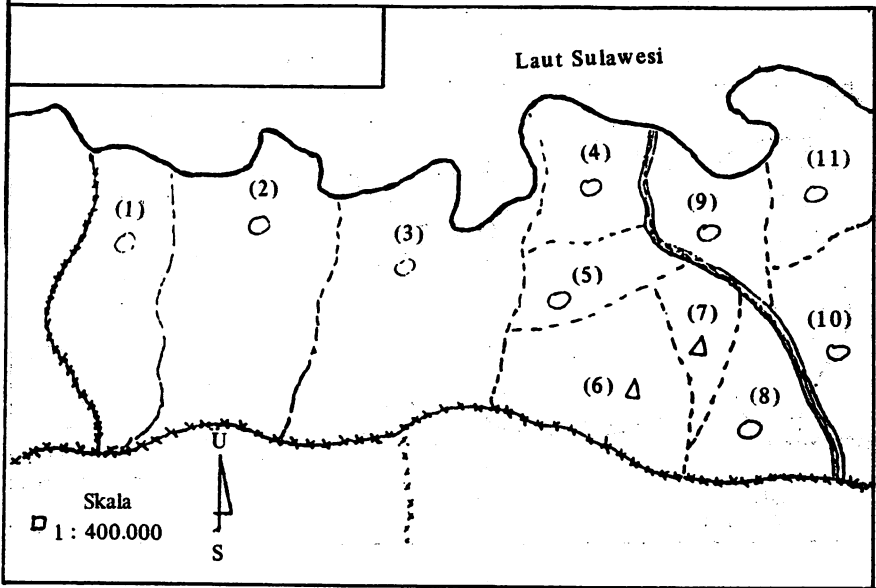 Laut Sulawesi
(1)
(2)
(3)
(4)
(5)
(6)
(7)
(8)
(9)
(10)
(11)
U
S
Skala
1 : 400.000